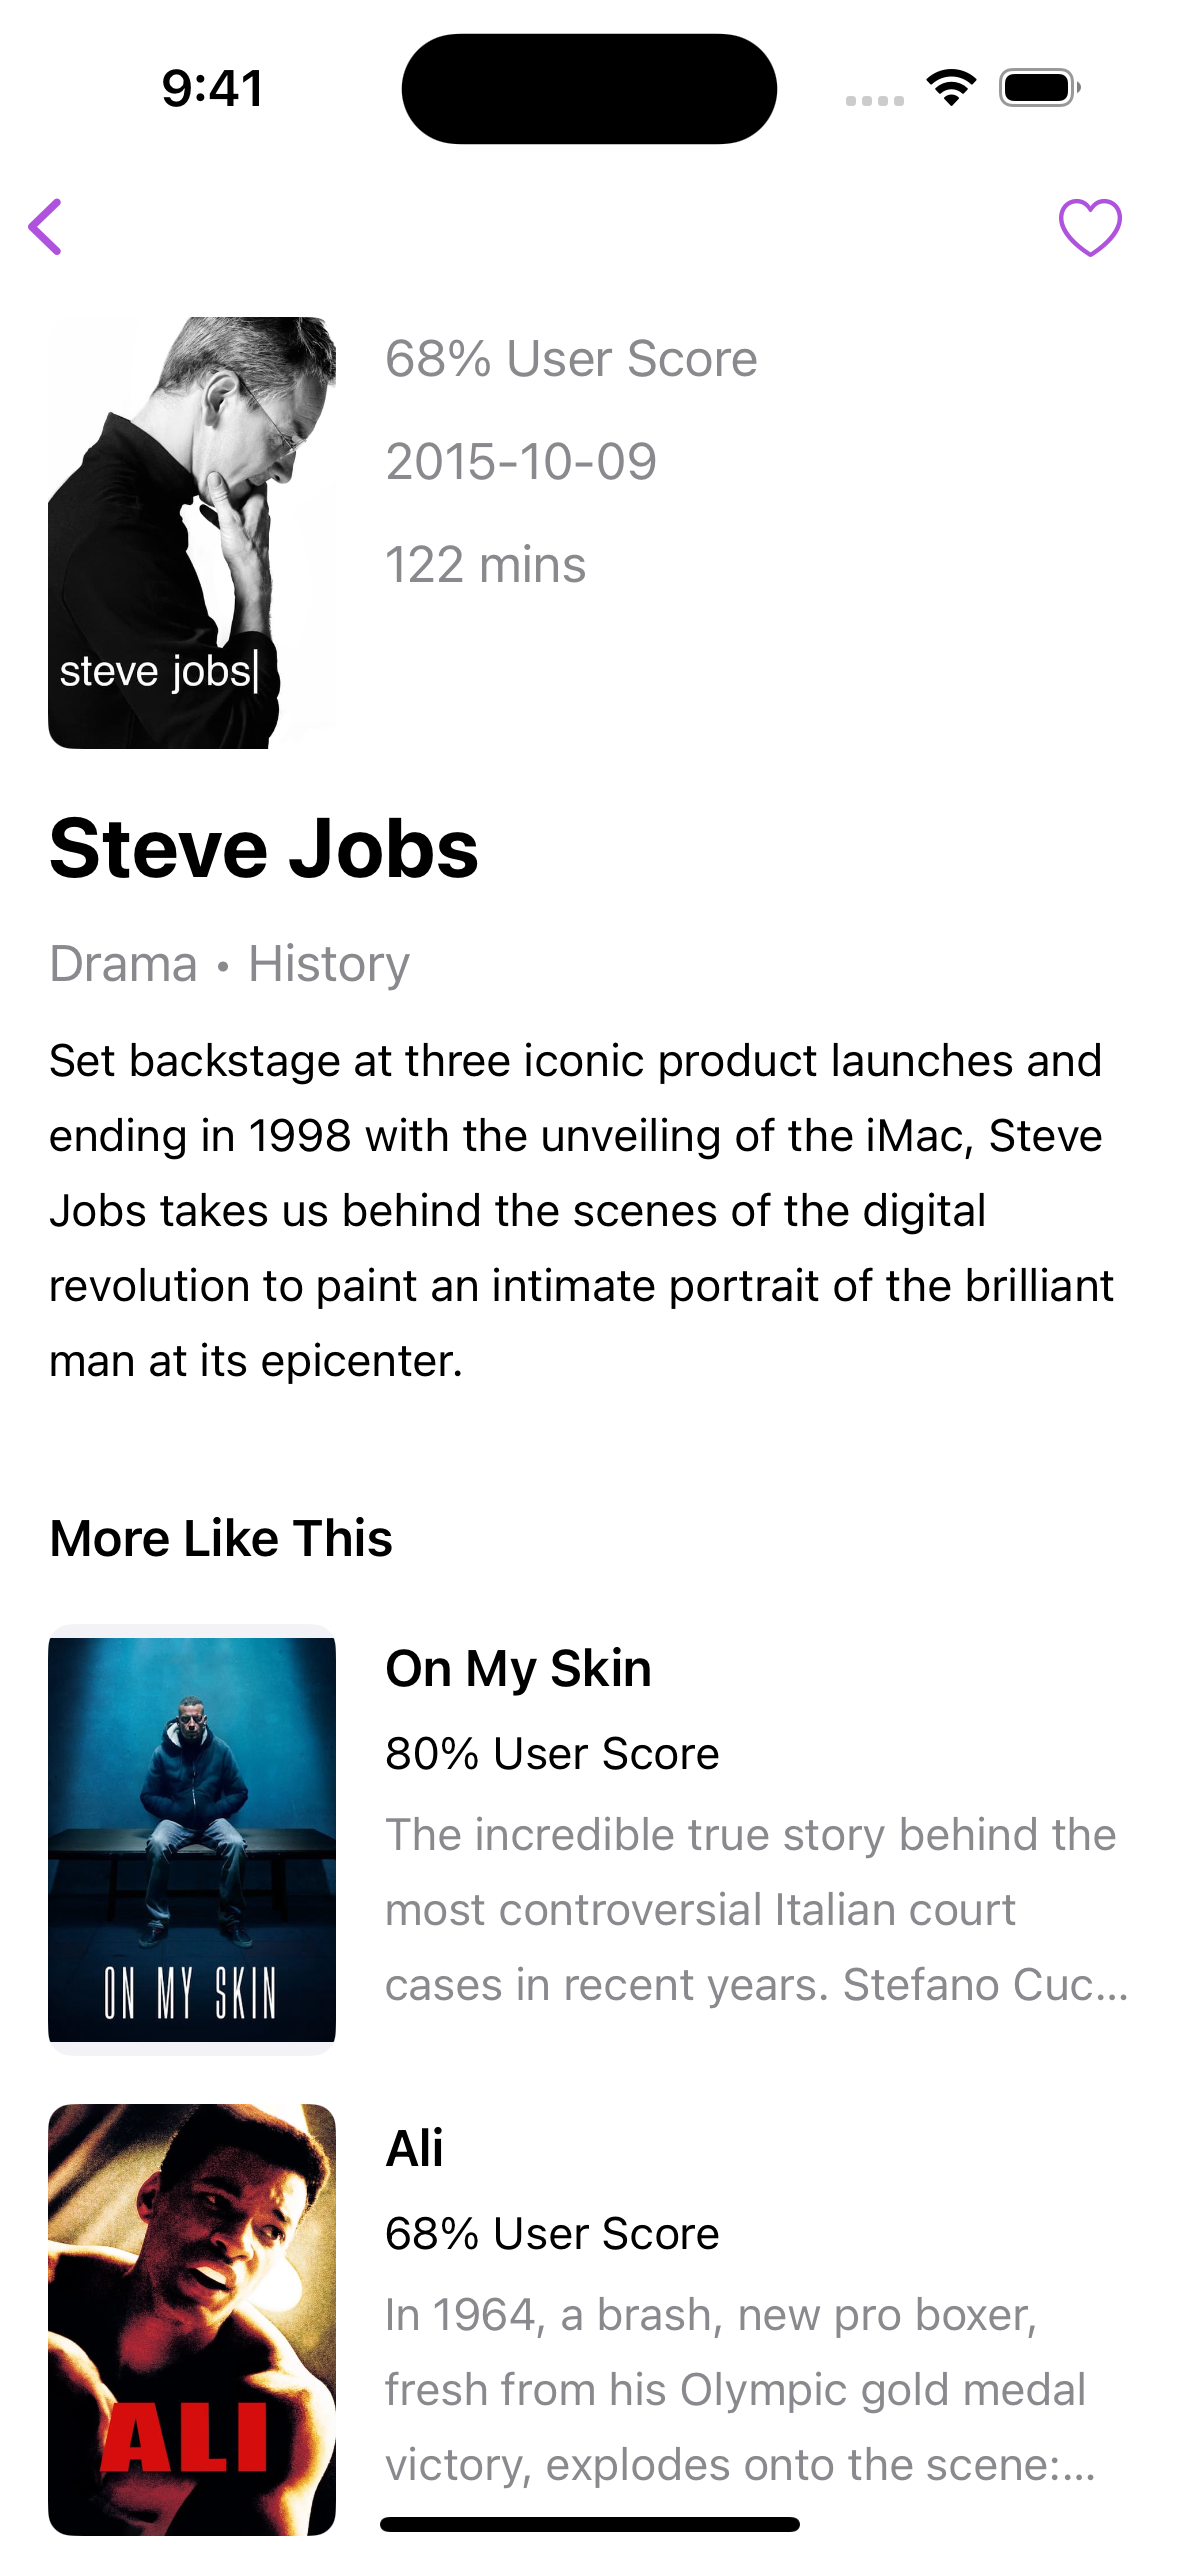 9:41
68% User Score
2015-10-09
122 mins
steve jobs|
Steve Jobs
Drama • History
Set backstage at three iconic product launches and
ending in 1998 with the unveiling of the iMac, Steve
Jobs takes us behind the scenes of the digital
revolution to paint an intimate portrait of the brilliant
man at its epicenter.
More Like This
ON MY SKIN
On My Skin
80% User Score
The incredible true story behind the
most controversial Italian court
cases in recent years. Stefano Cuc...
ALI
Ali
68% User Score
In 1964, a brash, new pro boxer,
fresh from his Olympic gold medal
victory, explodes onto the scene:...